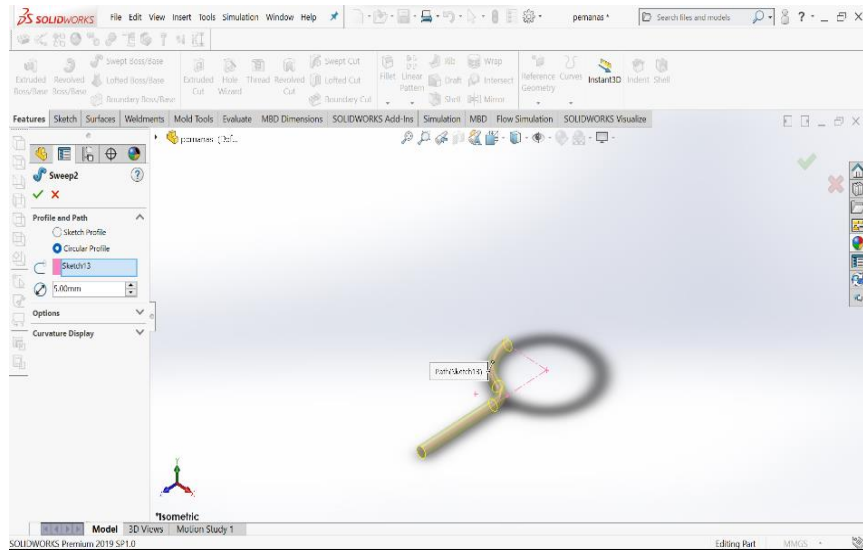 SOLIDWORKS File Edit View Insert Tools Simulation Window Help pemanas * Search files and models ?
Extruded Boss/Base Revolved Boss/Base Swept Boss/Base Lofted Boss/Base Boundary Boss/Base Extruded Cut Hole Wizard Thread Revolved Cut Swept Cut Lofted Cut Boundary Cut Fillet Linear Pattern Rib Draft Shell Wrap Intersect Mirror Reference Geometry Curves Instant3D Indent Shell
Features Sketch Surfaces Weldments Mold Tools Evaluate MBD Dimensions SOLIDWORKS Add-Ins Simulation MBD Flow Simulation SOLIDWORKS Visualize
pemanas (Def...
Sweep2 ?
Profile and Path
Sketch Profile
Circular Profile
Sketch13
5.00mm
Options
Curvature Display
Path(Sketch13)
Y
*Isometric
Model 3D Views Motion Study 1
SOLIDWORKS Premium 2019 SP1.0 Editing Part MMGS